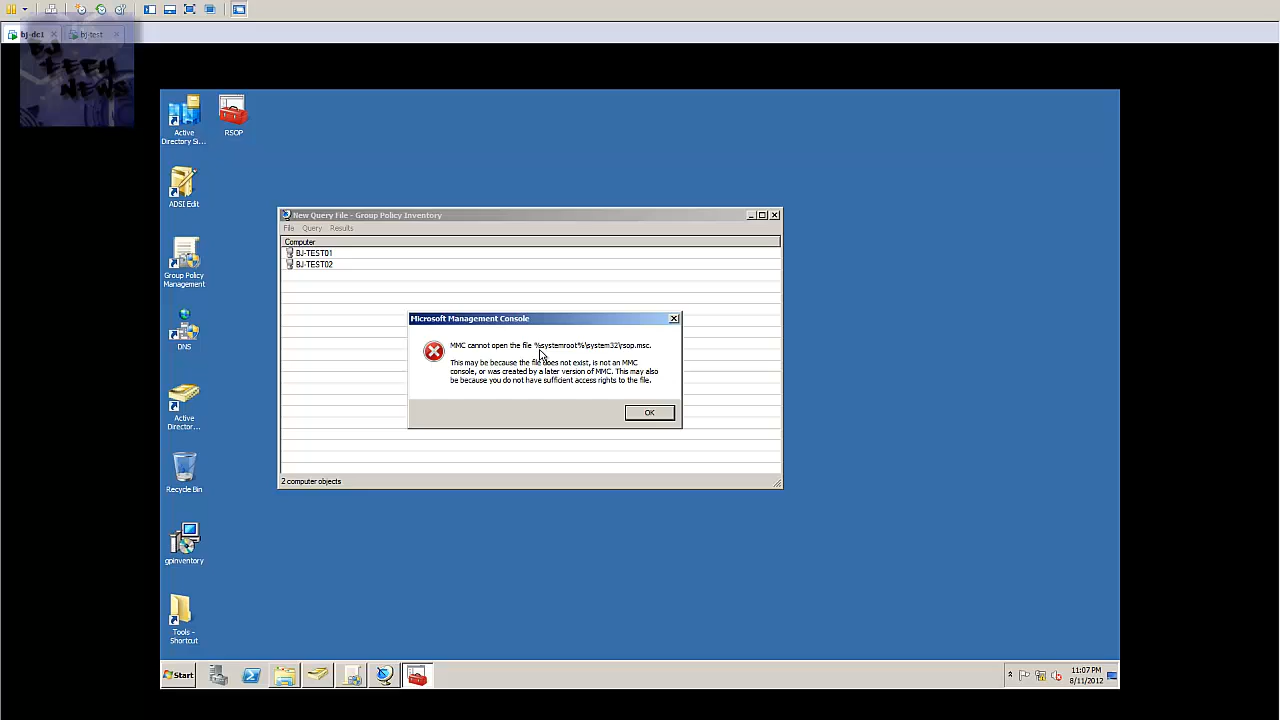 bj-dc1
bj-test
BJ
TECH
NEWS
Active
Directory Si...
RSOP
ADSI Edit
Group Policy
Management
DNS
Active
Director...
Recycle Bin
gpinventory
Tools -
Shortcut
New Query File - Group Policy Inventory
File Query Results
Computer
BJ-TEST01
BJ-TEST02
2 computer objects
Microsoft Management Console
MMC cannot open the file %systemroot%\system32\rsop.msc.
This may be because the file does not exist, is not an MMC
console, or was created by a later version of MMC. This may also
be because you do not have sufficient access rights to the file.
OK
Start
11:07 PM
8/11/2012